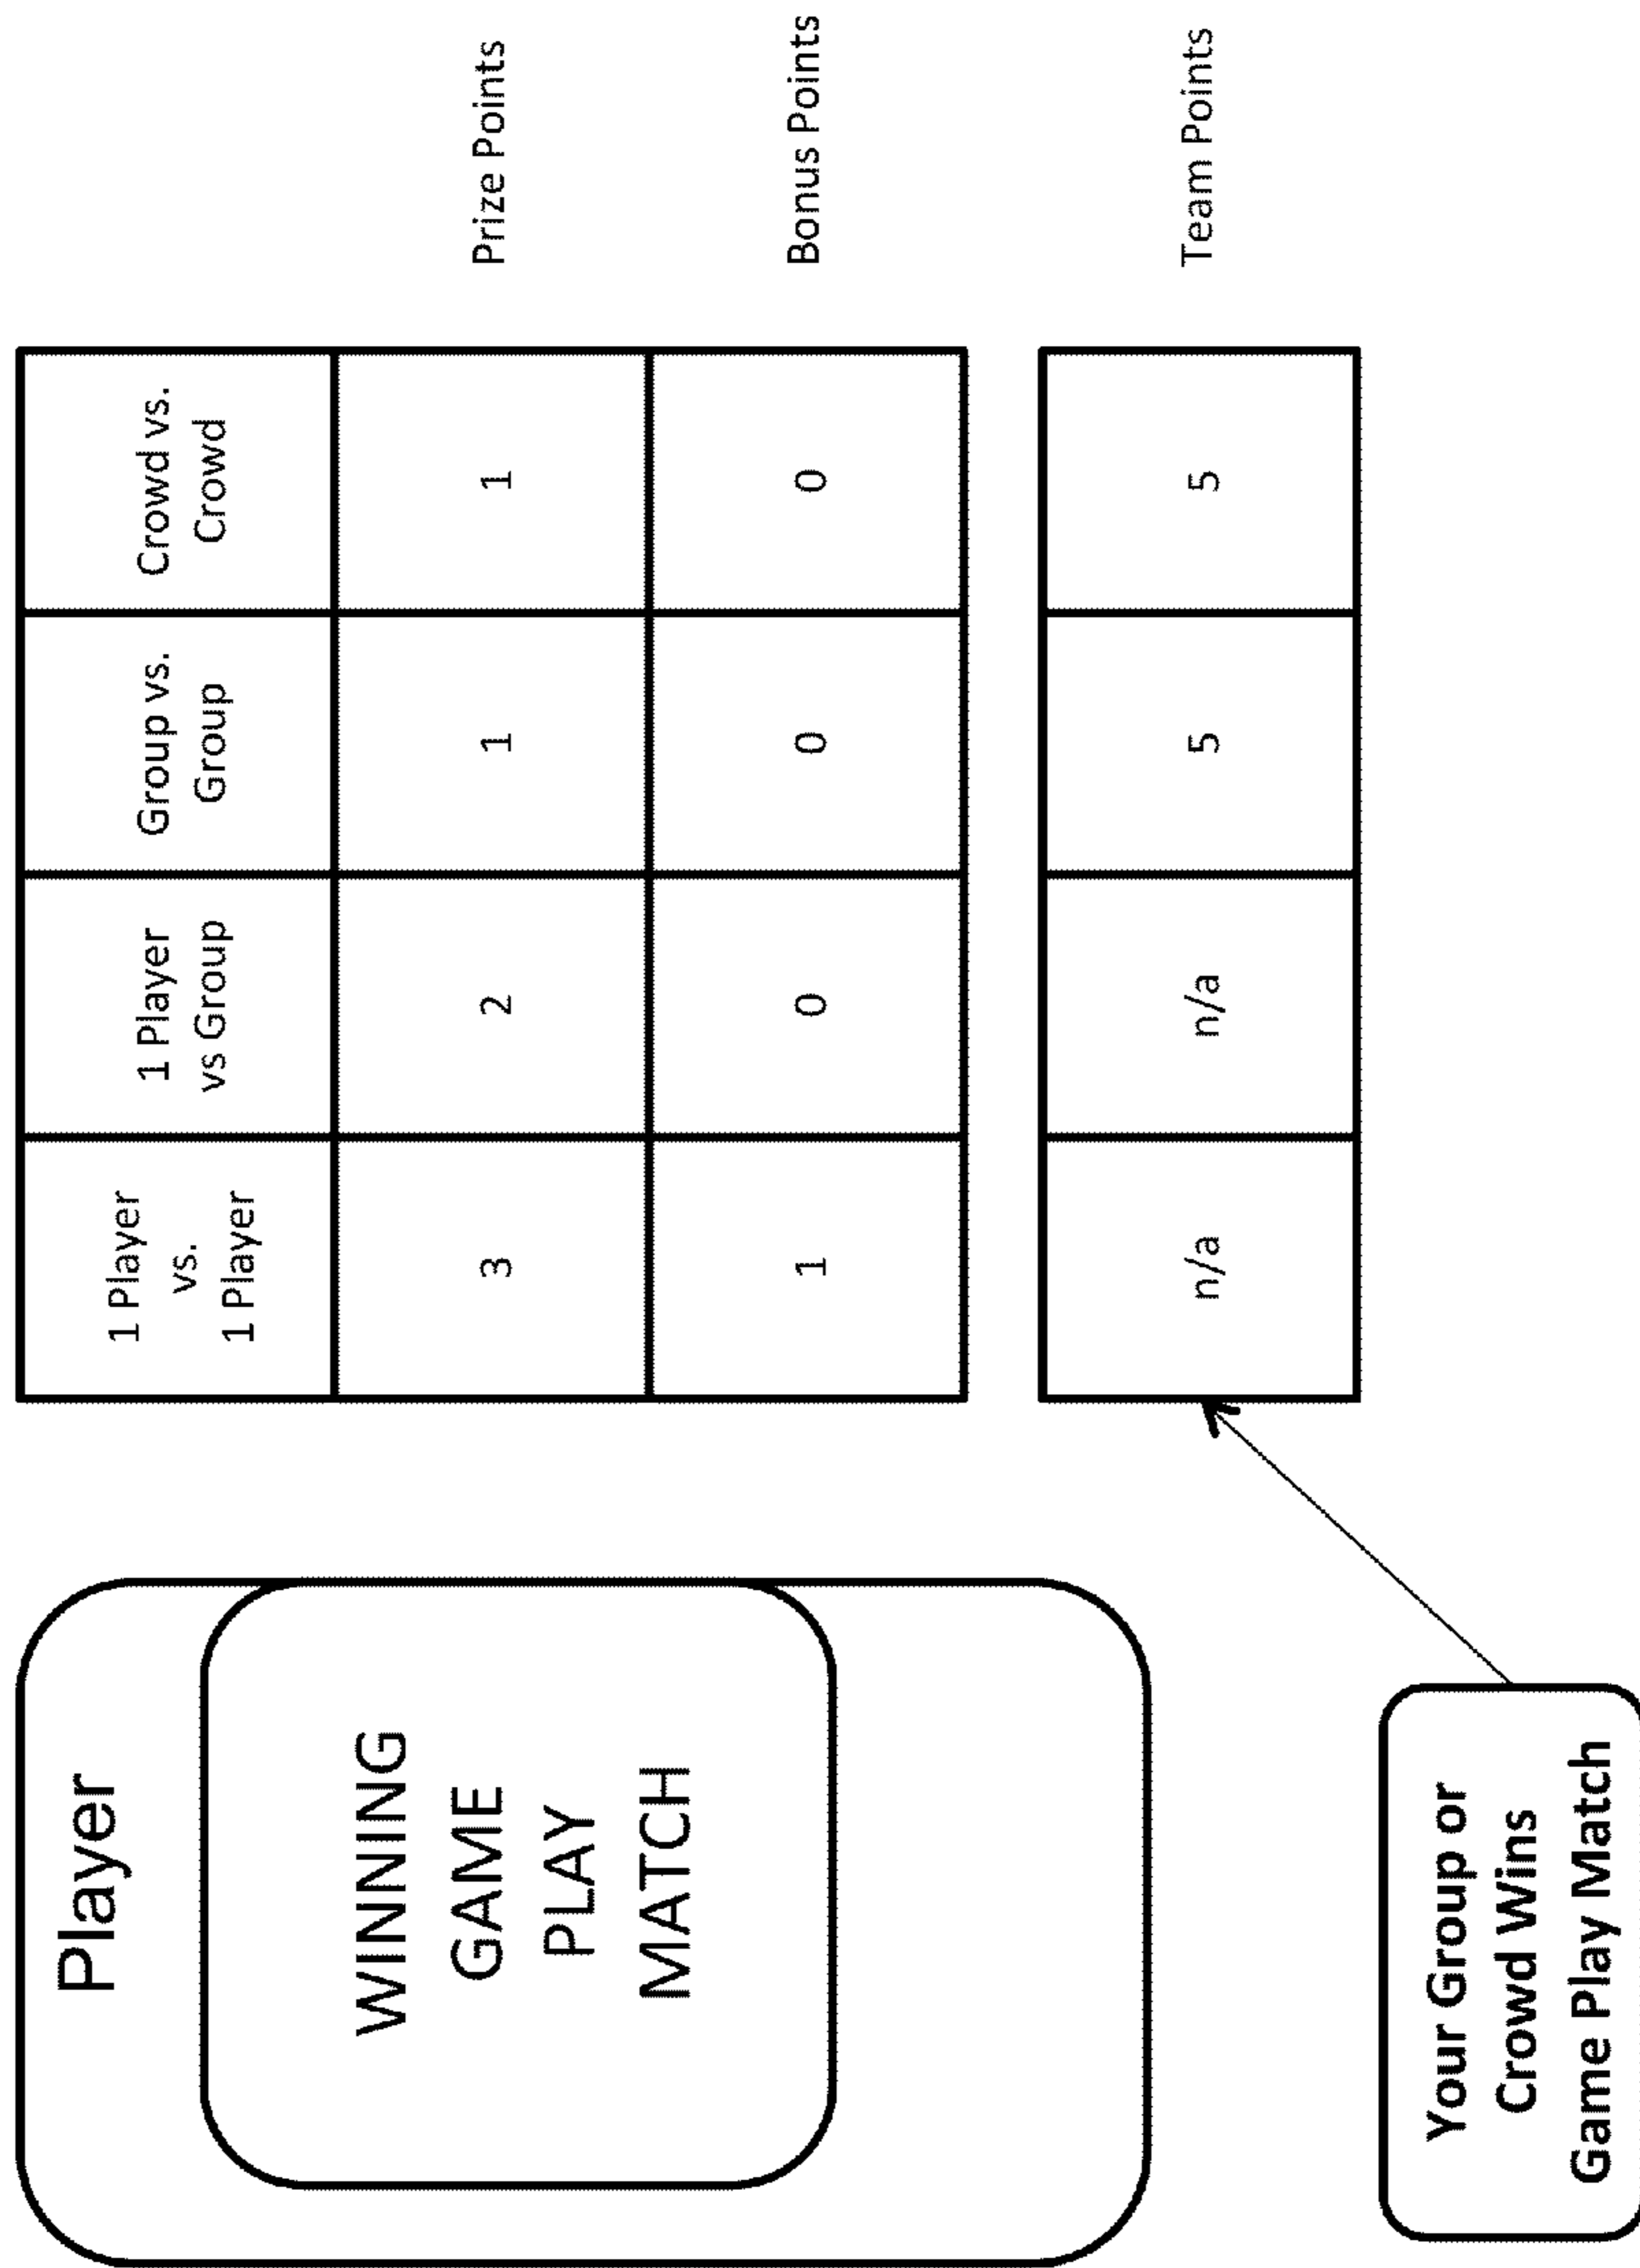 Player
WINNING
GAME
PLAY
MATCH
1 Player
vs.
1 Player
1 Player
vs Group
Group vs.
Group
Crowd vs.
Crowd
3
2
1
1
Prize Points
1
0
0
0
Bonus Points
Your Group or
Crowd Wins
Game Play Match
n/a
n/a
5
5
Team Points